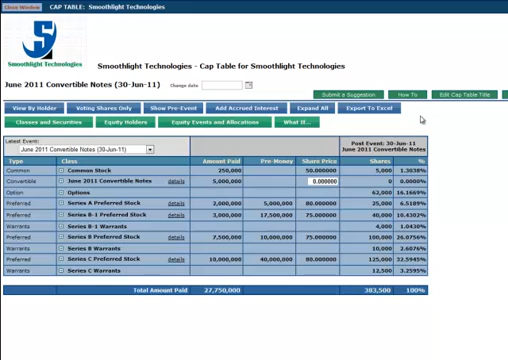 Close Window CAP TABLE: Smoothlight Technologies
Smoothlight Technologies
Smoothlight Technologies - Cap Table for Smoothlight Technologies
June 2011 Convertible Notes (30-Jun-11) Change date
Submit a Suggestion How To Edit Cap Table Title
View By Holder Voting Shares Only Show Pre-Event Add Accrued Interest Expand All Export To Excel
Classes and Securities Equity Holders Equity Events and Allocations What If...
Latest Event:
June 2011 Convertible Notes (30-Jun-11)
Post Event: 30-Jun-11
June 2011 Convertible Notes
Type Class Amount Paid Pre-Money Share Price Shares %
Common Common Stock 250,000 50.000000 5,000 1.3038%
Convertible June 2011 Convertible Notes details 5,000,000 0.000000 0 0.0000%
Option Options 62,000 16.1669%
Preferred Series A Preferred Stock details 2,000,000 5,000,000 80.000000 25,000 6.5189%
Preferred Series B-1 Preferred Stock details 3,000,000 17,500,000 75.000000 40,000 10.4302%
Warrants Series B-1 Warrants 4,000 1.0430%
Preferred Series B Preferred Stock details 7,500,000 10,000,000 75.000000 100,000 26.0756%
Warrants Series B Warrants 10,000 2.6076%
Preferred Series C Preferred Stock details 10,000,000 40,000,000 80.000000 125,000 32.5945%
Warrants Series C Warrants 12,500 3.2595%
Total Amount Paid 27,750,000 383,500 100%